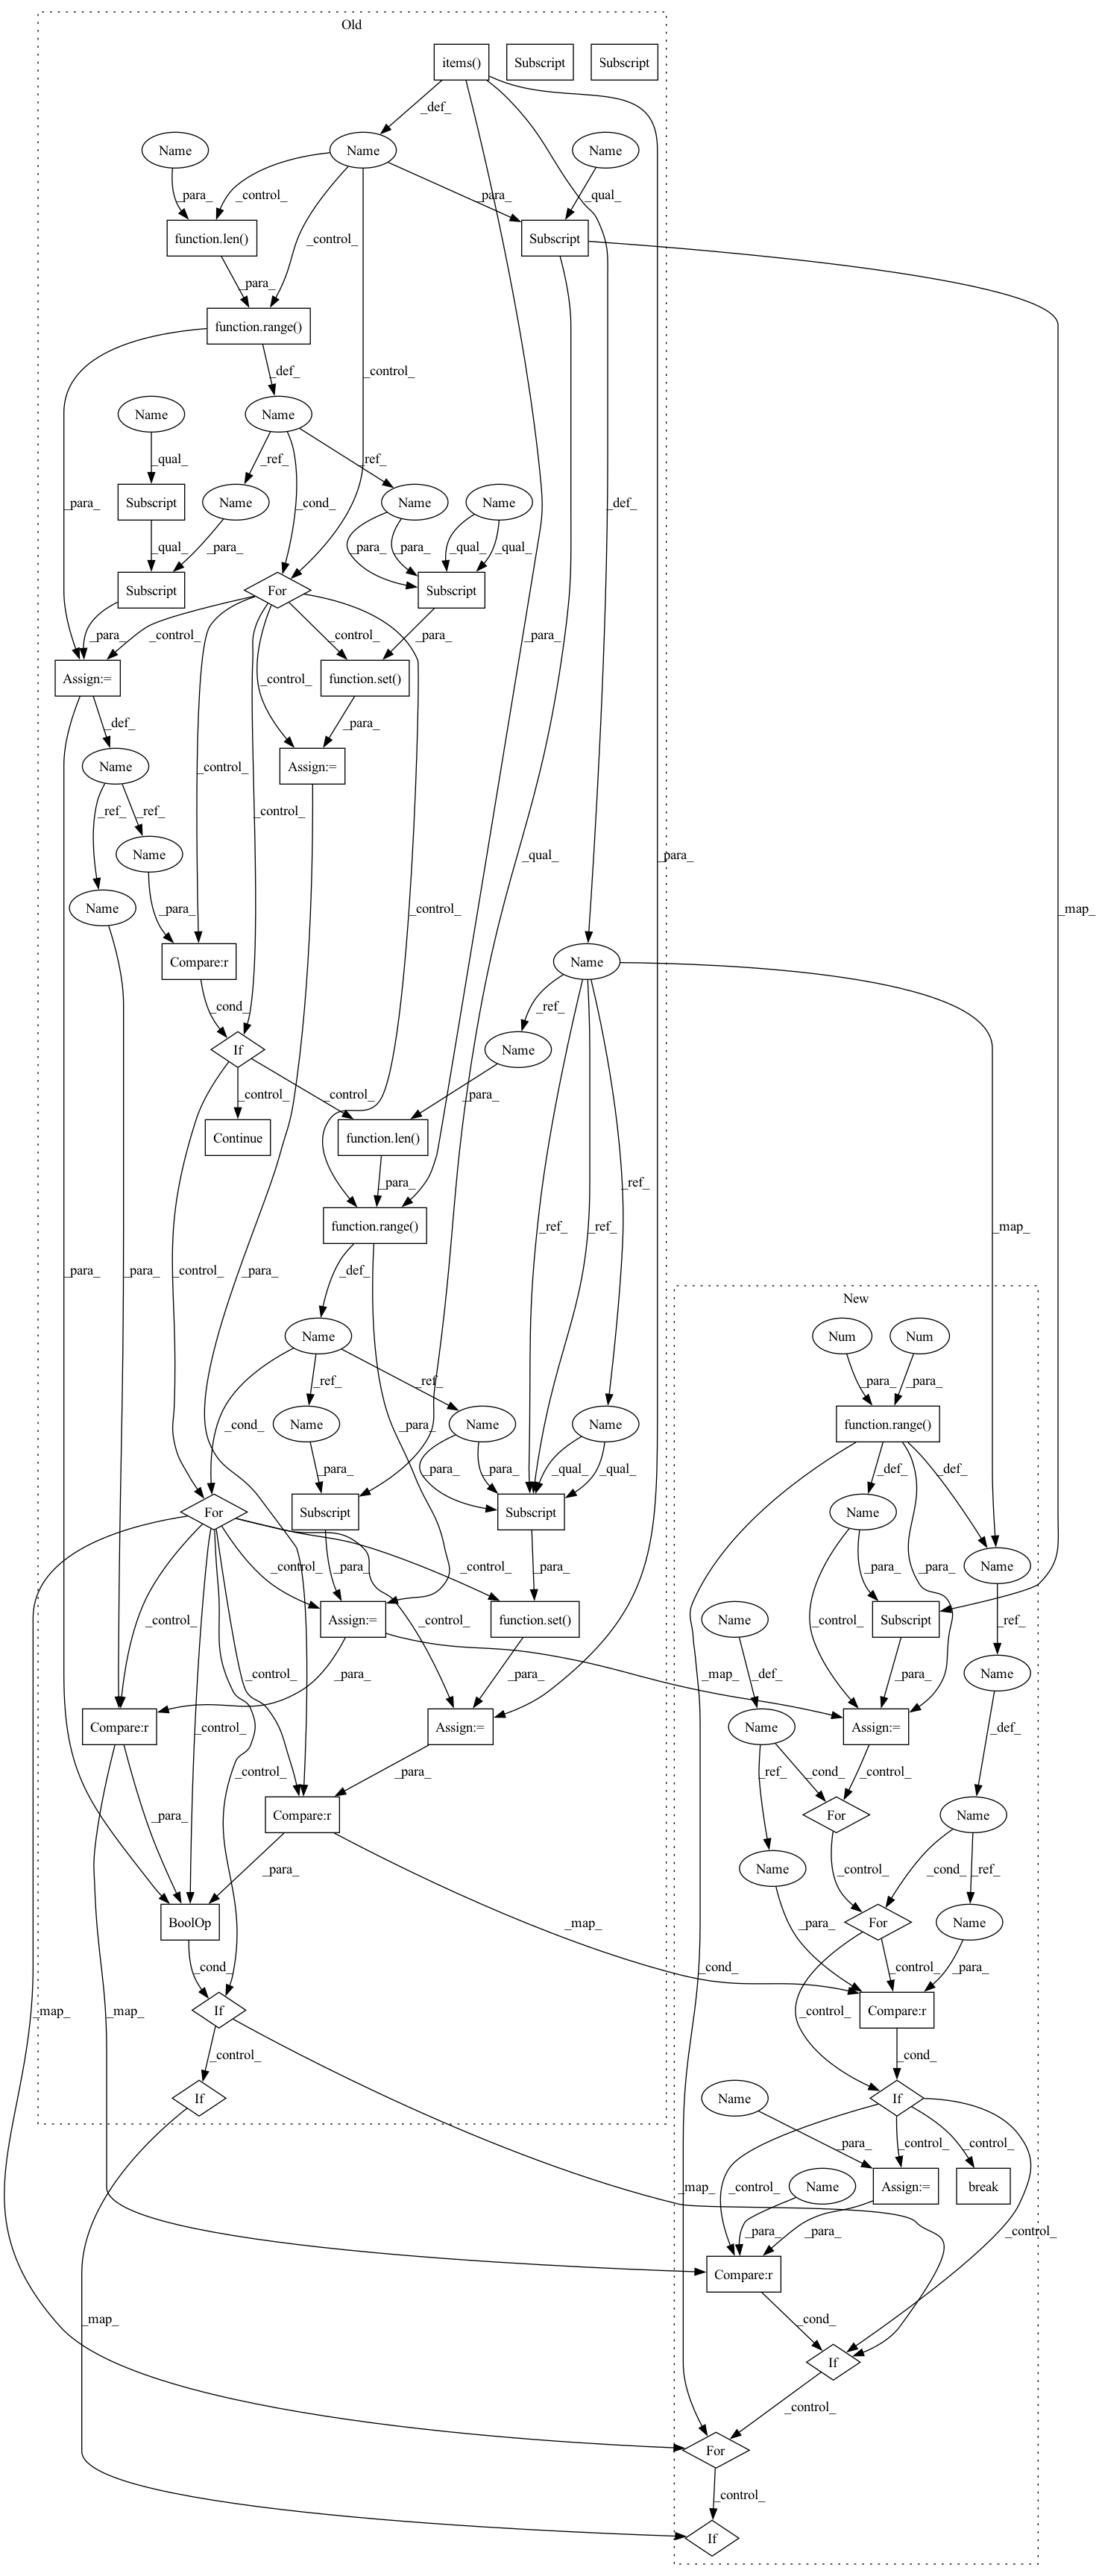 Old
items()
Subscript
Subscript
_def_
Name
Name
Name
_para_
_control_
_para_
_qual_
function.len()
Subscript
_para_
_control_
function.range()
_def_
_control_
Name
Name
_qual_
_ref_
_ref_
_para_
_cond_
_def_
Subscript
Name
Name
Name
_qual_
_para_
_para_
_para_
_qual_
_qual_
Subscript
For
Subscript
_para_
_control_
_control_
_para_
_para_
Assign:=
function.set()
_control_
_def_
_para_
Name
Assign:=
_control_
_control_
_ref_
_ref_
Name
_qual_
_para_
Name
_para_
_control_
_map_
Compare:r
Name
_cond_
_ref_
If
Name
_control_
_control_
_para_
Continue
function.len()
_para_
_ref_
function.range()
_ref_
_ref_
_map_
_para_
_para_
_control_
_para_
_def_
New
Name
Num
Num
_ref_
_ref_
_para_
_para_
_cond_
Name
Name
Name
function.range()
_para_
_para_
_para_
_para_
_qual_
_qual_
_def_
_def_
For
Subscript
Subscript
Name
_control_
_para_
_control_
_para_
_para_
_para_
Name
Assign:=
function.set()
Name
Subscript
_control_
_control_
_control_
_para_
_para_
_map_
_def_
_control_
_para_
_ref_
Name
Compare:r
Assign:=
Name
Assign:=
_control_
_para_
_para_
_control_
_ref_
_cond_
_control_
_def_
Compare:r
For
Name
_para_
_map_
Name
_control_
_cond_
_ref_
BoolOp
For
Name
_cond_
_para_
_cond_
_control_
_para_
_map_
_map_
If
Compare:r
_control_
_control_
_cond_
If
Name
If
_para_
_control_
_control_
_map_
Name
Assign:=
break
_control_
_para_
_para_
_control_
Compare:r
_map_
_cond_
If
_control_
For
_control_
If